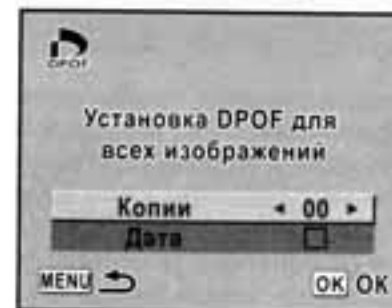 DPOF
Установка DPOF для
всех изображений
Копии ◄ 00 ►
Дата
MENU OK OK